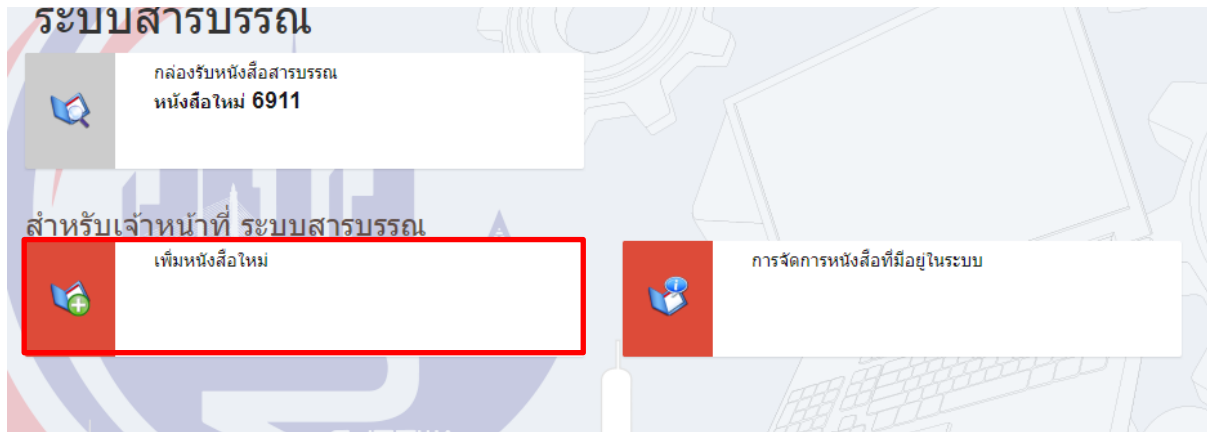 ระบบสารบรรณ
กล่องรับหนังสือสารบรรณ
หนังสือใหม่ 6911
สำหรับเจ้าหน้าที่ ระบบสารบรรณ
เพิ่มหนังสือใหม่
การจัดการหนังสือที่มีอยู่ในระบบ